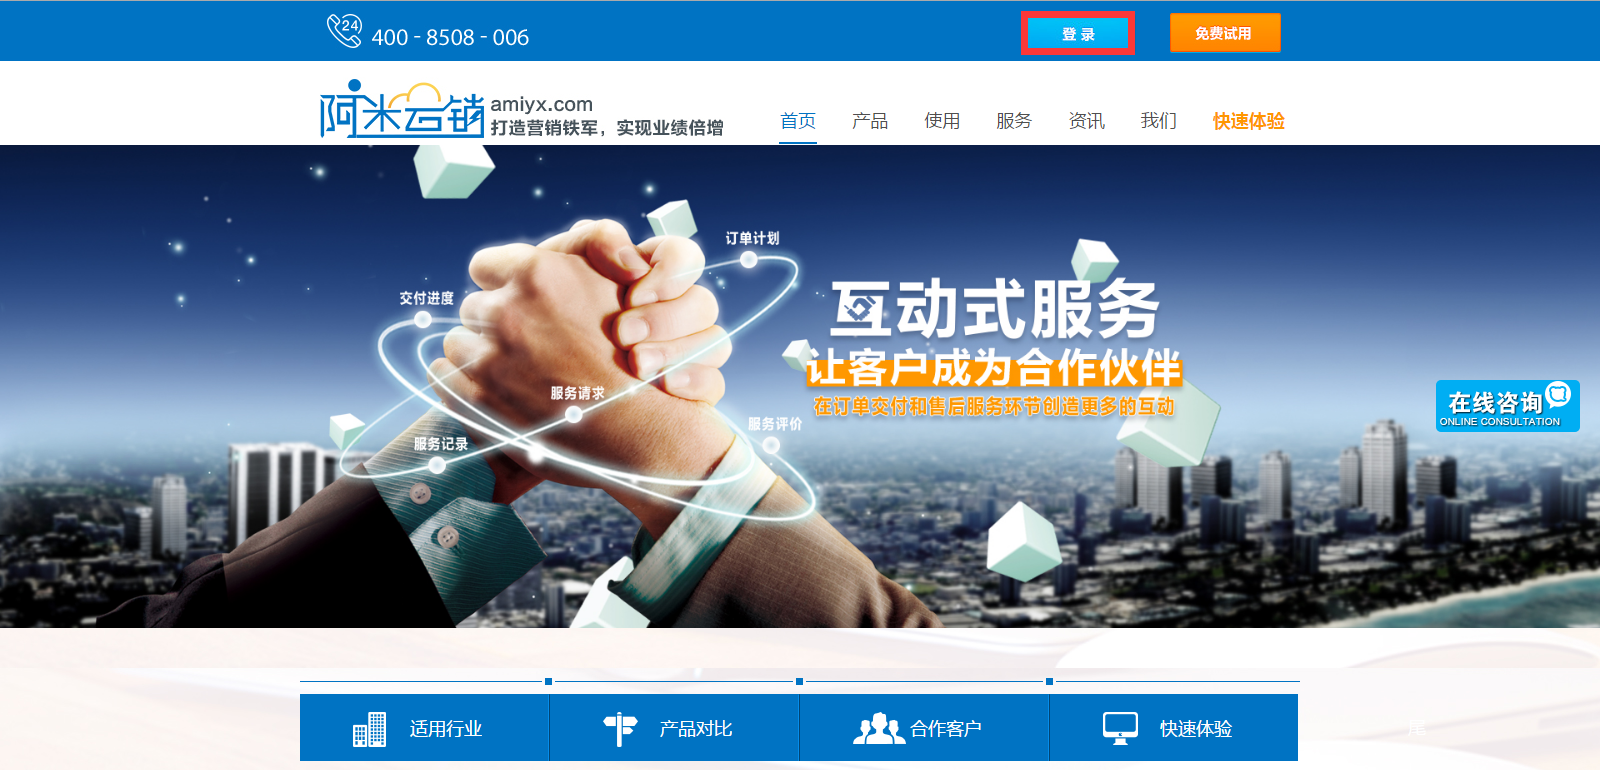 24
400 - 8508 - 006
登 录
免费试用
阿米云销
amiyx.com
打造营销铁军，实现业绩倍增
首页
产品
使用
服务
资讯
我们
快速体验
订单计划
交付进度
服务请求
服务评价
服务记录
互动式服务
让客户成为合作伙伴
在订单交付和售后服务环节创造更多的互动
在线咨询
ONLINE CONSULTATION
适用行业
产品对比
合作客户
快速体验
尾